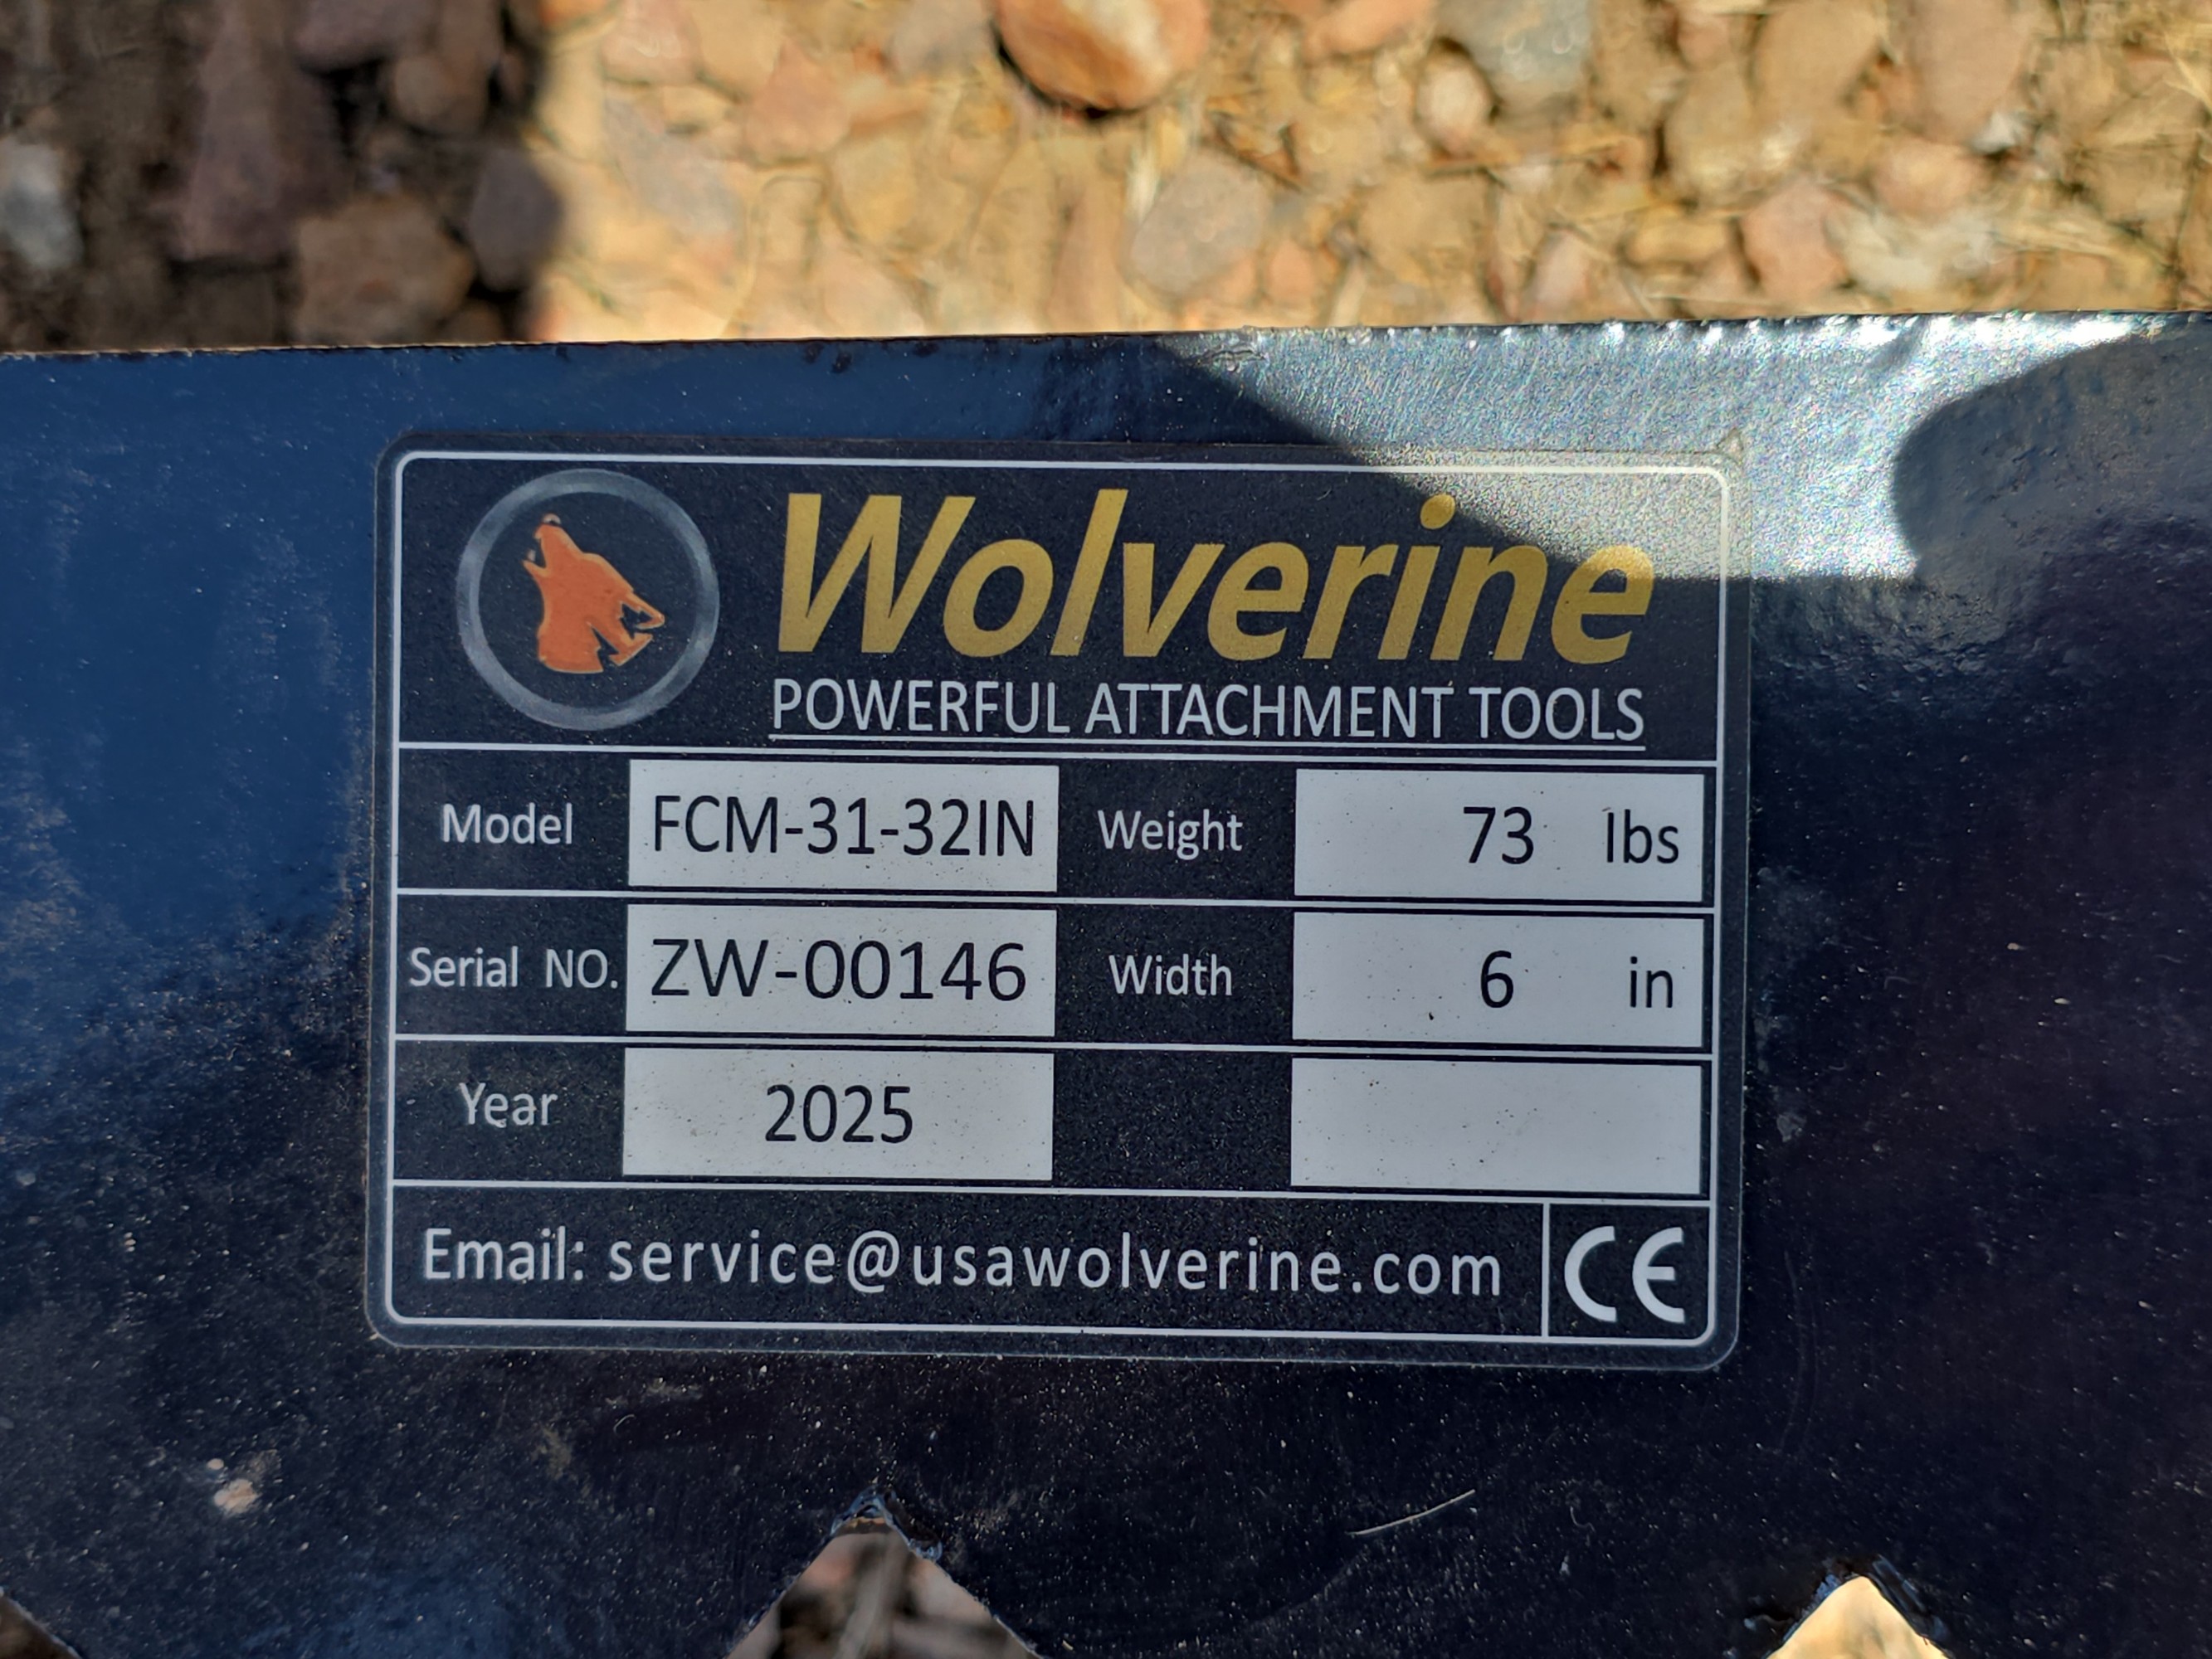 Wolverine
POWERFUL ATTACHMENT TOOLS
Model FCM-31-32IN Weight 73 lbs
Serial NO. ZW-00146 Width 6 in
Year 2025
Email: service@usawolverine.com CE